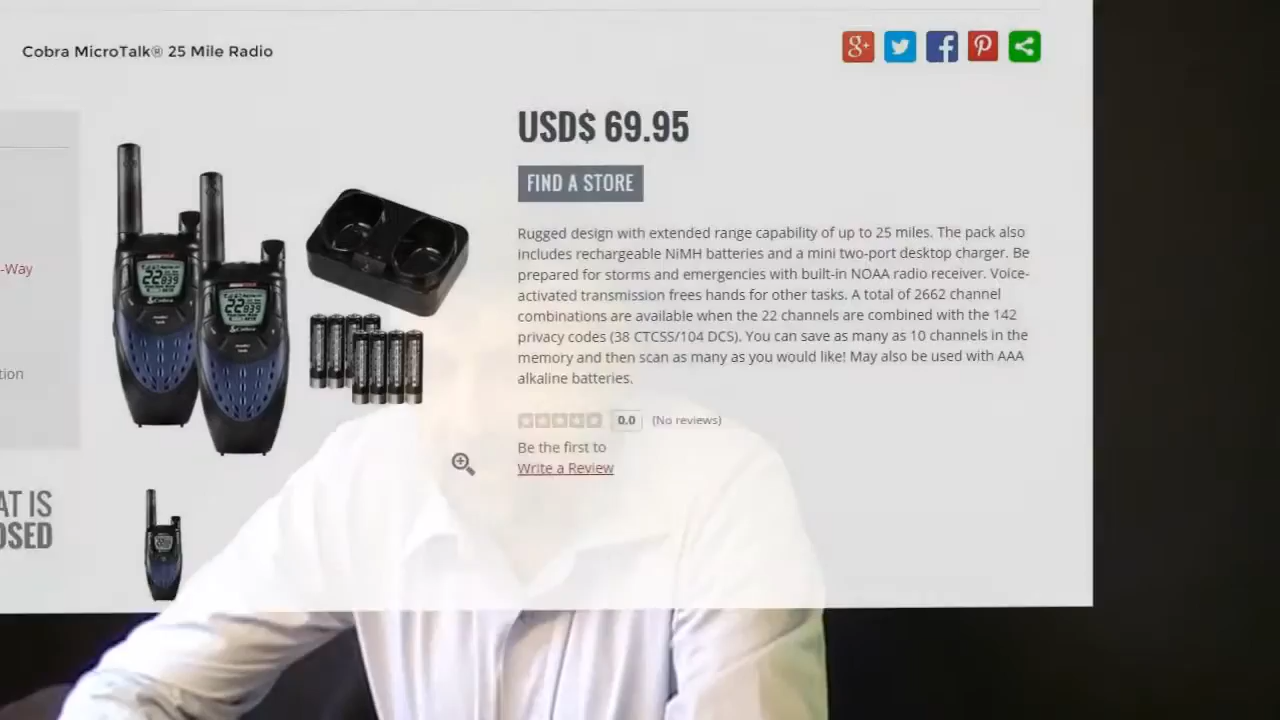 Cobra MicroTalk® 25 Mile Radio
USD$ 69.95
FIND A STORE
-Way
Rugged design with extended range capability of up to 25 miles. The pack also
includes rechargeable NiMH batteries and a mini two-port desktop charger. Be
prepared for storms and emergencies with built-in NOAA radio receiver. Voice-
activated transmission frees hands for other tasks. A total of 2662 channel
combinations are available when the 22 channels are combined with the 142
privacy codes (38 CTCSS/104 DCS). You can save as many as 10 channels in the
memory and then scan as many as you would like! May also be used with AAA
alkaline batteries.
tion
0.0 (No reviews)
Be the first to
Write a Review
AT IS
OSED
22
Cobra
22
Cobra